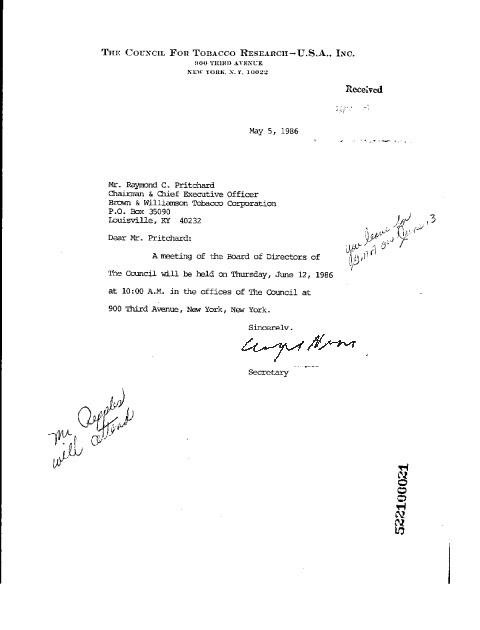 THE COUNCIL FOR TOBACCO RESEARCH—U.S.A., INC.
900 THIRD AVENUE
NEW YORK, N.Y. 10022
Received
May 5, 1986
Mr. Raymond C. Pritchard
Chairman & Chief Executive Officer
Brown & Williamson Tobacco Corporation
P.O. Box 35090
Louisville, KY 40232
you leave for
on June 13
Dear Mr. Pritchard:
A meeting of the Board of Directors of
The Council will be held on Thursday, June 12, 1986
at 10:00 A.M. in the offices of The Council at
900 Third Avenue, New York, New York.
Sincerely,
Secretary
Mr. Pepples
will attend
522100021